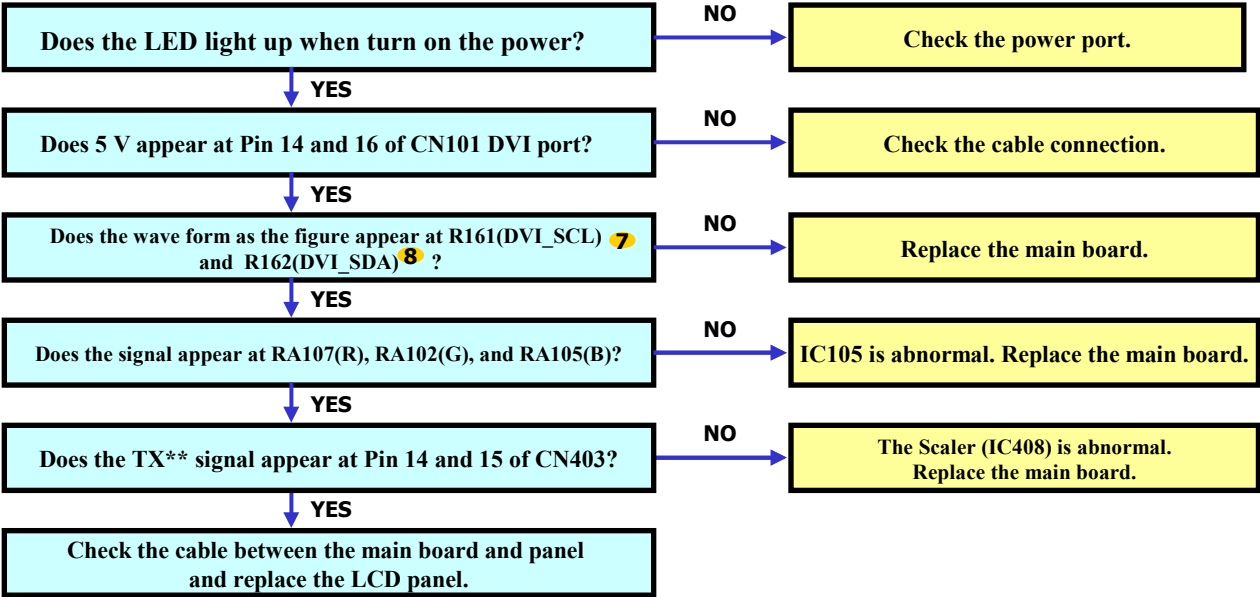 Does the LED light up when turn on the power?
NO
Check the power port.
YES
Does 5 V appear at Pin 14 and 16 of CN101 DVI port?
NO
Check the cable connection.
YES
Does the wave form as the figure appear at R161(DVI_SCL) 7
and R162(DVI_SDA) 8 ?
NO
Replace the main board.
YES
Does the signal appear at RA107(R), RA102(G), and RA105(B)?
NO
IC105 is abnormal. Replace the main board.
YES
Does the TX** signal appear at Pin 14 and 15 of CN403?
NO
The Scaler (IC408) is abnormal.
Replace the main board.
YES
Check the cable between the main board and panel
and replace the LCD panel.